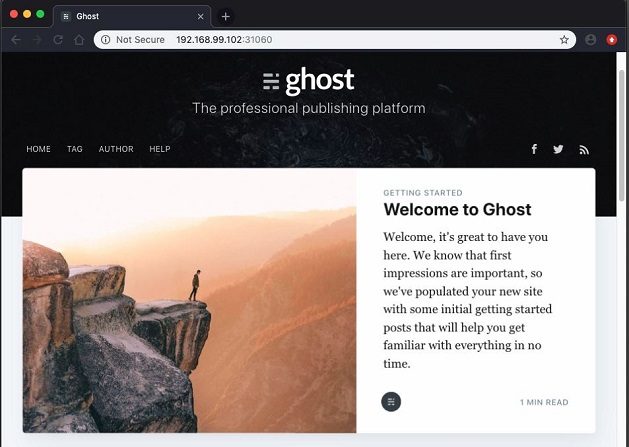 Ghost
Not Secure 192.168.99.102:31060
ghost
The professional publishing platform
HOME TAG AUTHOR HELP
GETTING STARTED
Welcome to Ghost
Welcome, it's great to have you
here. We know that first
impressions are important, so
we've populated your new site
with some initial getting started
posts that will help you get
familiar with everything in no
time.
1 MIN READ